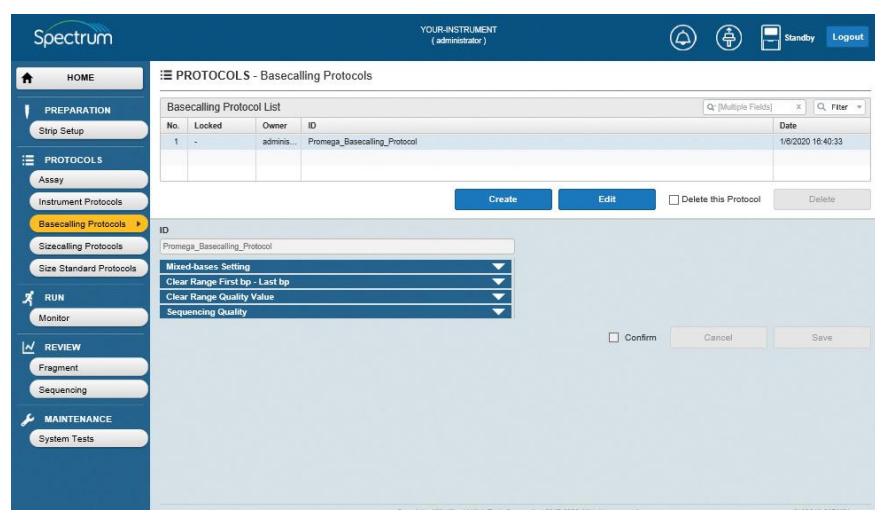 Spectrum
YOUR-INSTRUMENT
( administrator )
Standby
Logout
HOME
PROTOCOLS - Basecalling Protocols
PREPARATION
Strip Setup
PROTOCOLS
Assay
Instrument Protocols
Basecalling Protocols
Sizecalling Protocols
Size Standard Protocols
RUN
Monitor
REVIEW
Fragment
Sequencing
MAINTENANCE
System Tests
Basecalling Protocol List
[Multiple Fields] x
Filter
No. Locked Owner ID Date
1 - adminis... Promega_Basecalling_Protocol 1/6/2020 16:40:33
Create
Edit
Delete this Protocol
Delete
ID
Promega_Basecalling_Protocol
Mixed-bases Setting
Clear Range First bp - Last bp
Clear Range Quality Value
Sequencing Quality
Confirm
Cancel
Save